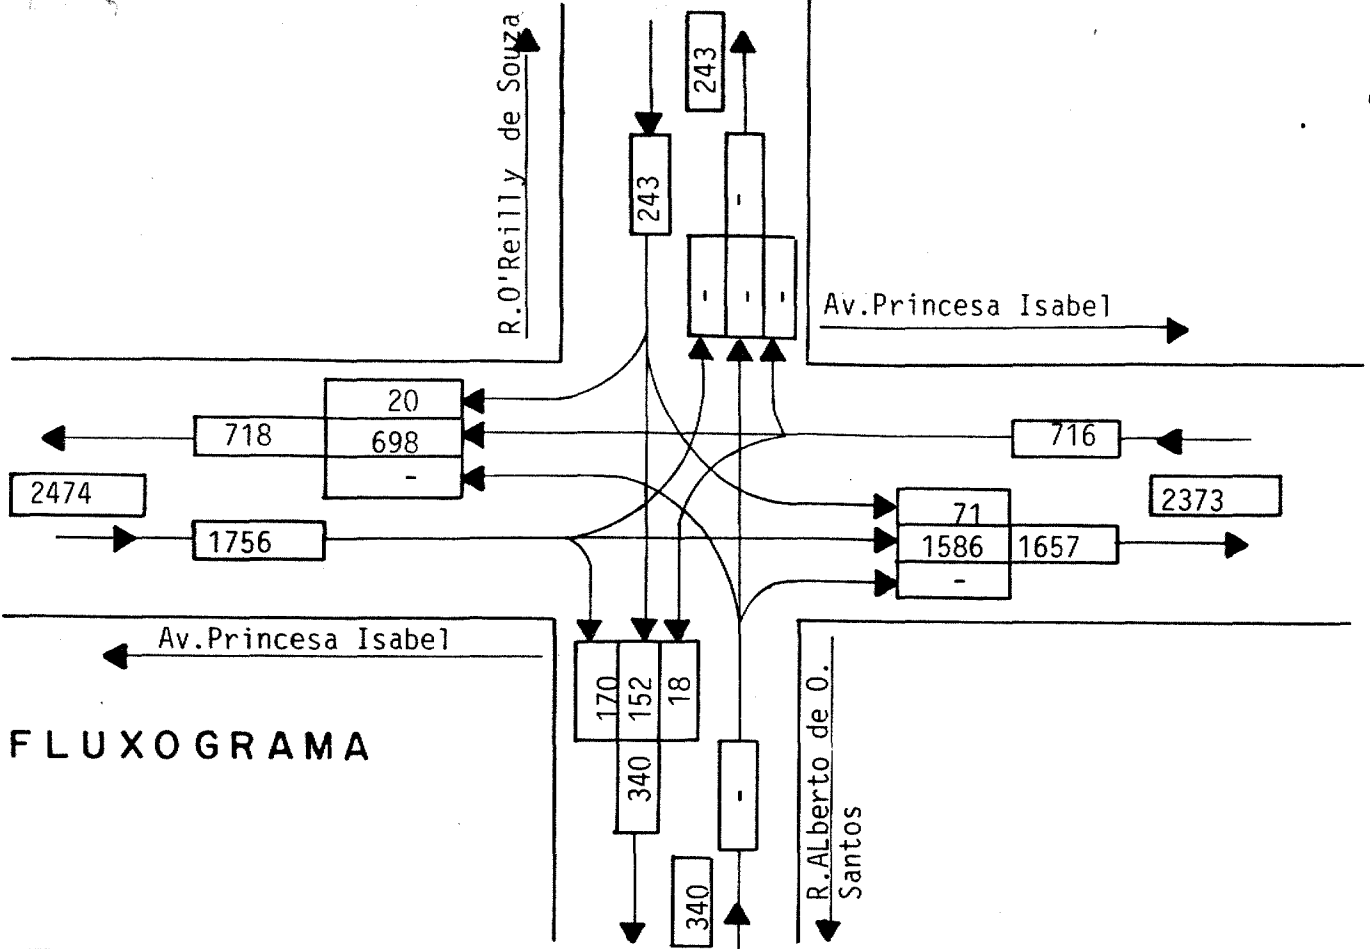 R.O'Reilly de Souza
243
243
-
- - -
Av.Princesa Isabel
20
718 698
-
716
2474
2373
1756
71
1586 1657
-
Av.Princesa Isabel
170 152 18
340
-
340
R.ALberto de O.
Santos
FLUXOGRAMA